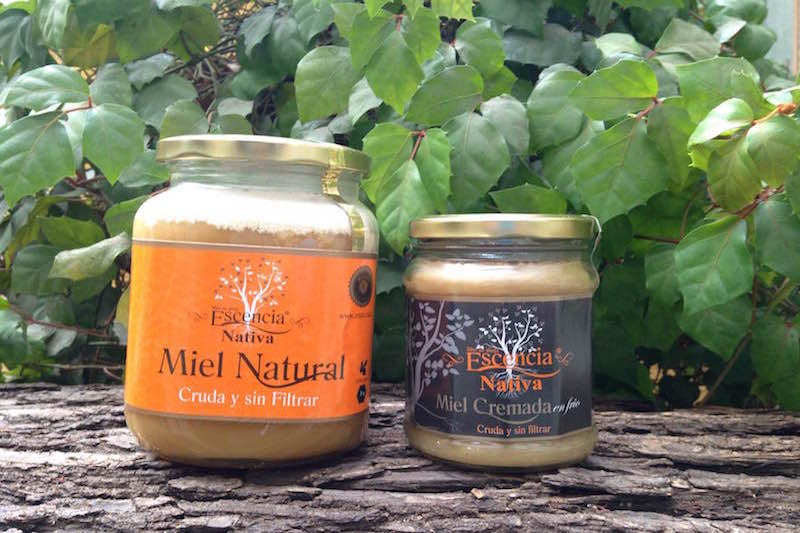 Escencia
Nativa
Miel Natural
Cruda y sin Filtrar
Escencia
Nativa
Miel Cremada en frío
Cruda y sin filtrar